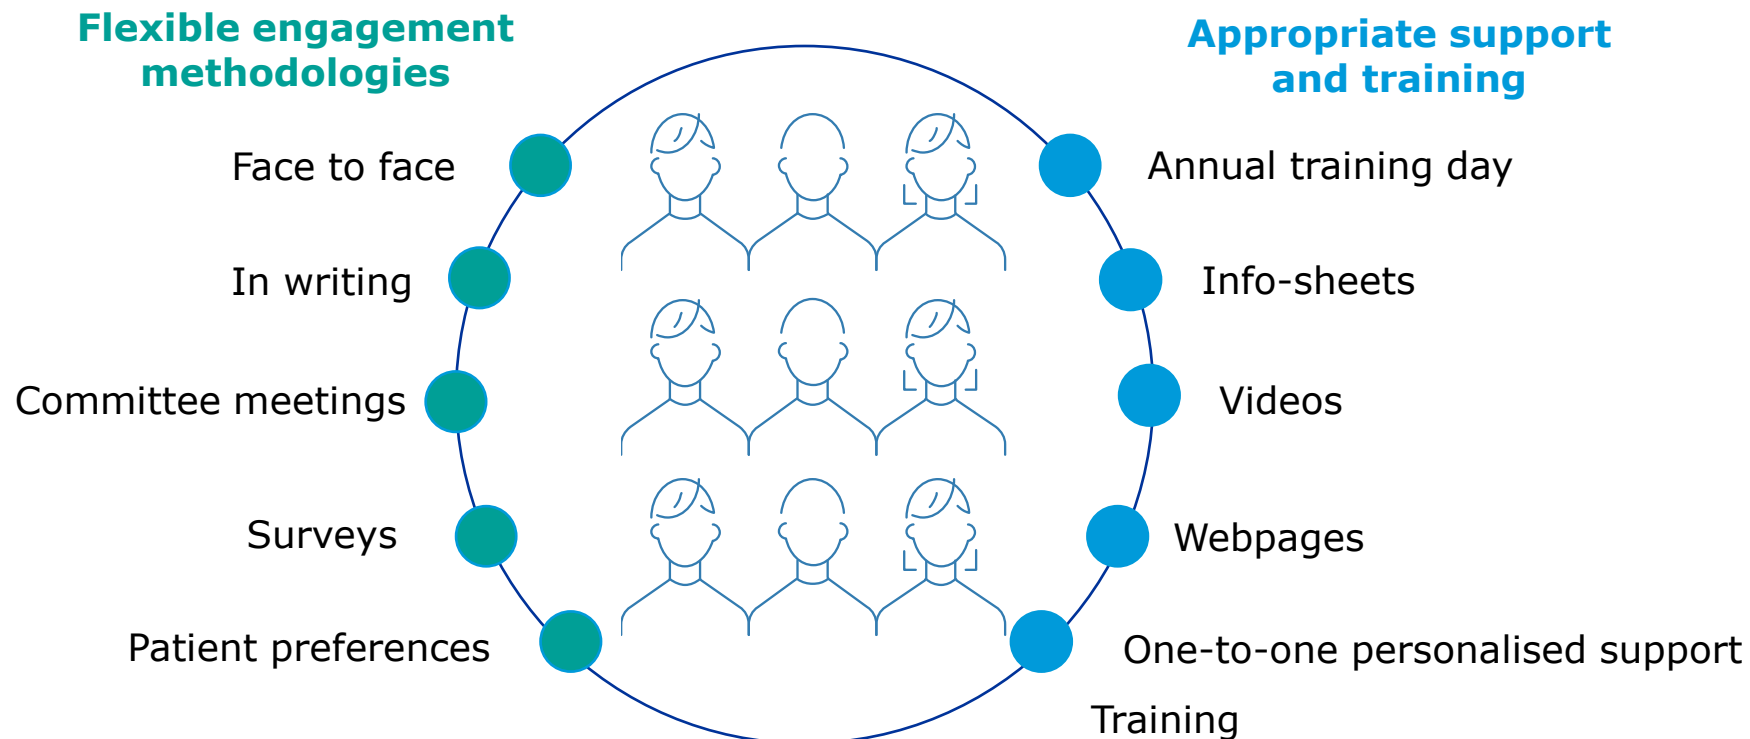 Flexible engagement
methodologies
Face to face
In writing
Committee meetings
Surveys
Patient preferences
Appropriate support
and training
Annual training day
Info-sheets
Videos
Webpages
One-to-one personalised support
Training